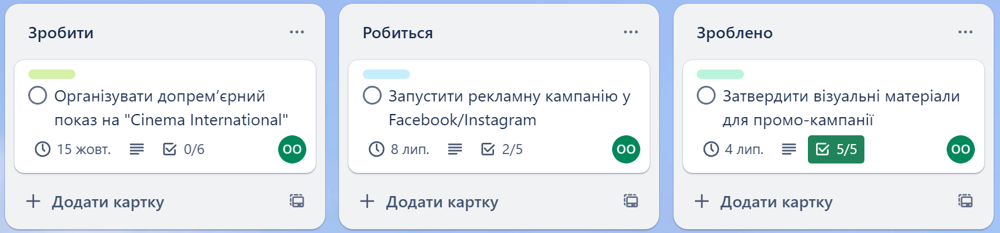 Зробити
Організувати допрем’єрний
показ на "Cinema International"
15 жовт. 0/6 OO
Додати картку
Робиться
Запустити рекламну кампанію у
Facebook/Instagram
8 лип. 2/5 OO
Додати картку
Зроблено
Затвердити візуальні матеріали
для промо-кампанії
4 лип. 5/5 OO
Додати картку